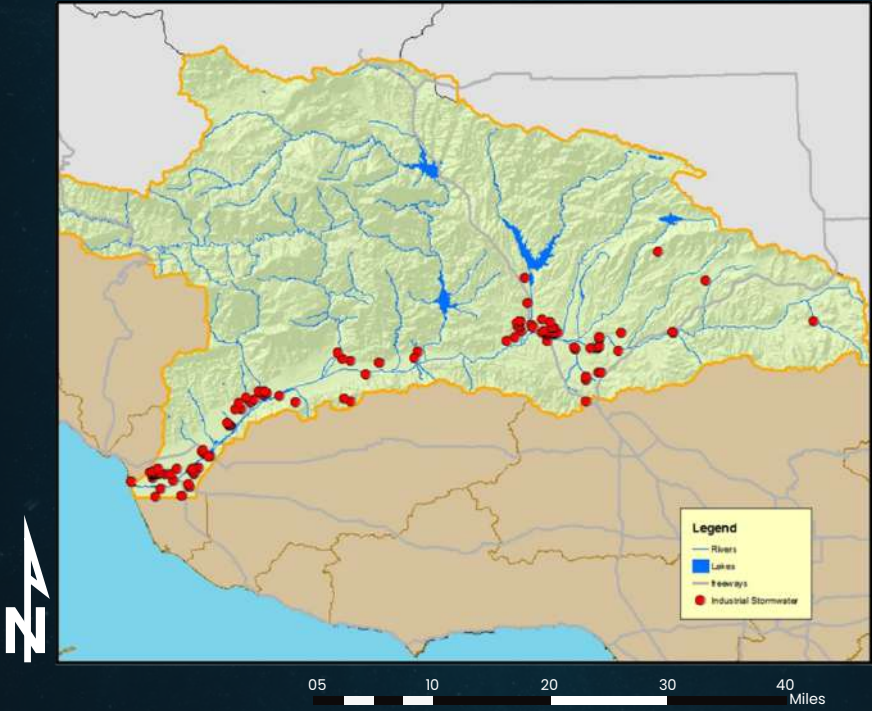 Legend
Rivers
Lakes
freeways
Industrial Stormwater
N
05 10 20 30 40
Miles